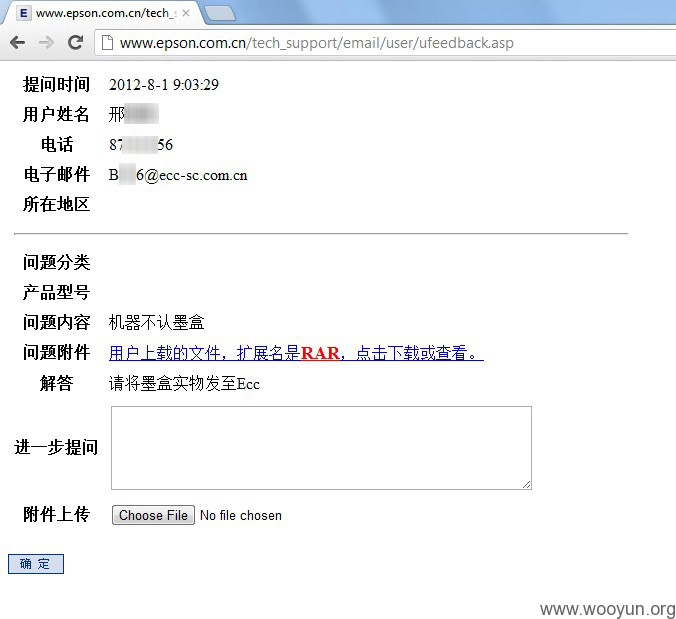 www.epson.com.cn/tech_s
www.epson.com.cn/tech_support/email/user/ufeedback.asp
提问时间 2012-8-1 9:03:29
用户姓名 邢
电话 87 56
电子邮件 B 6@ecc-sc.com.cn
所在地区
问题分类
产品型号
问题内容 机器不认墨盒
问题附件 用户上载的文件，扩展名是RAR，点击下载或查看。
解答 请将墨盒实物发至Ecc
进一步提问
附件上传 Choose File No file chosen
确 定
www.wooyun.org